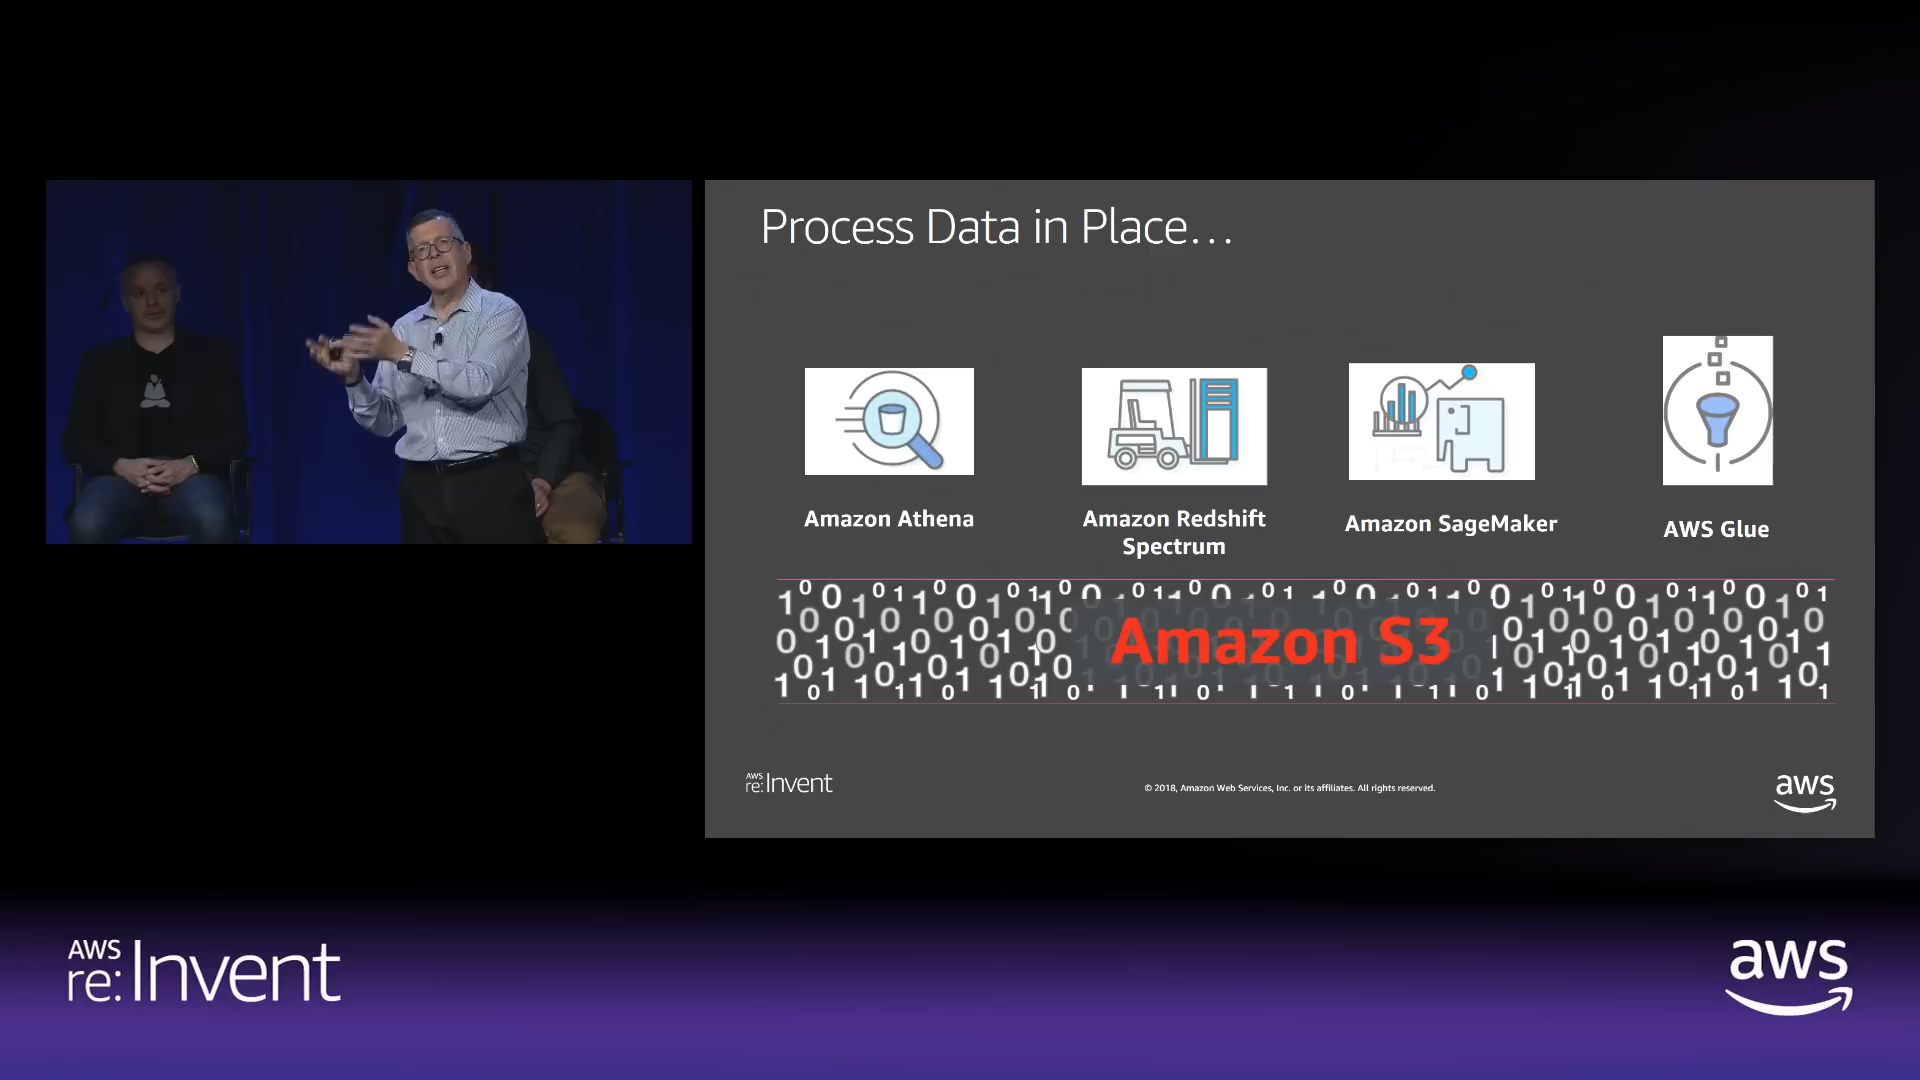 Process Data in Place...
Amazon Athena
Amazon Redshift
Spectrum
Amazon SageMaker
AWS Glue
Amazon S3
AWS
re:Invent
© 2018, Amazon Web Services, Inc. or its affiliates. All rights reserved.
aws
AWS
re:Invent
aws